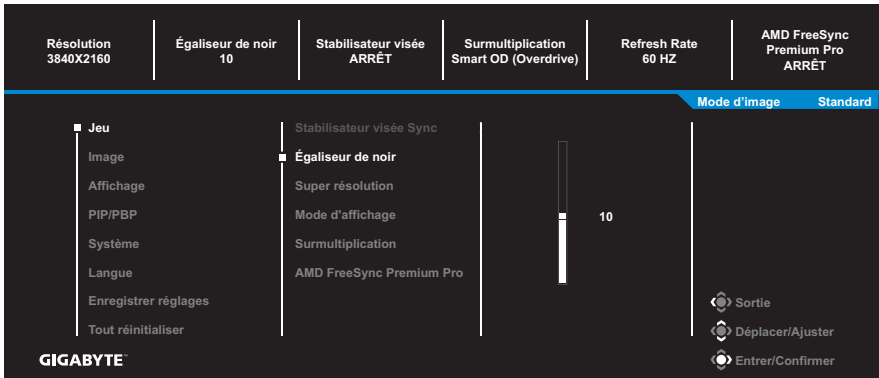 Résolution
3840X2160
Égaliseur de noir
10
Stabilisateur visée
ARRÊT
Surmultiplication
Smart OD (Overdrive)
Refresh Rate
60 HZ
AMD FreeSync
Premium Pro
ARRÊT
Mode d'image Standard
Jeu
Image
Affichage
PIP/PBP
Système
Langue
Enregistrer réglages
Tout réinitialiser
Stabilisateur visée Sync
Égaliseur de noir
Super résolution
Mode d'affichage
Surmultiplication
AMD FreeSync Premium Pro
10
Sortie
Déplacer/Ajuster
Entrer/Confirmer
GIGABYTE™